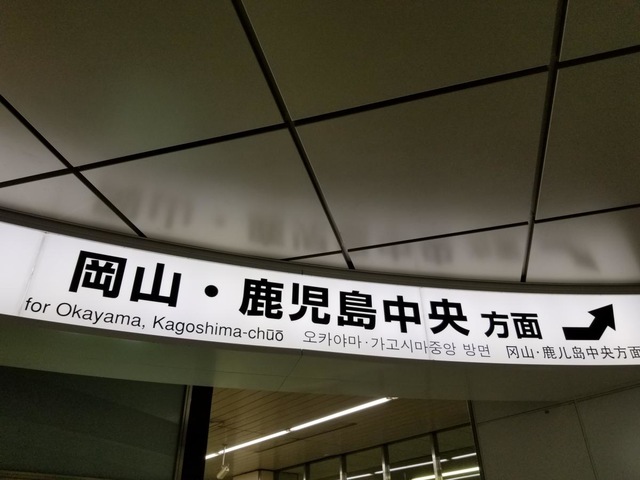 岡山・鹿児島中央 方面
for Okayama, Kagoshima-chūō 오카야마·가고시마중앙 방면 冈山·鹿儿岛中央方面